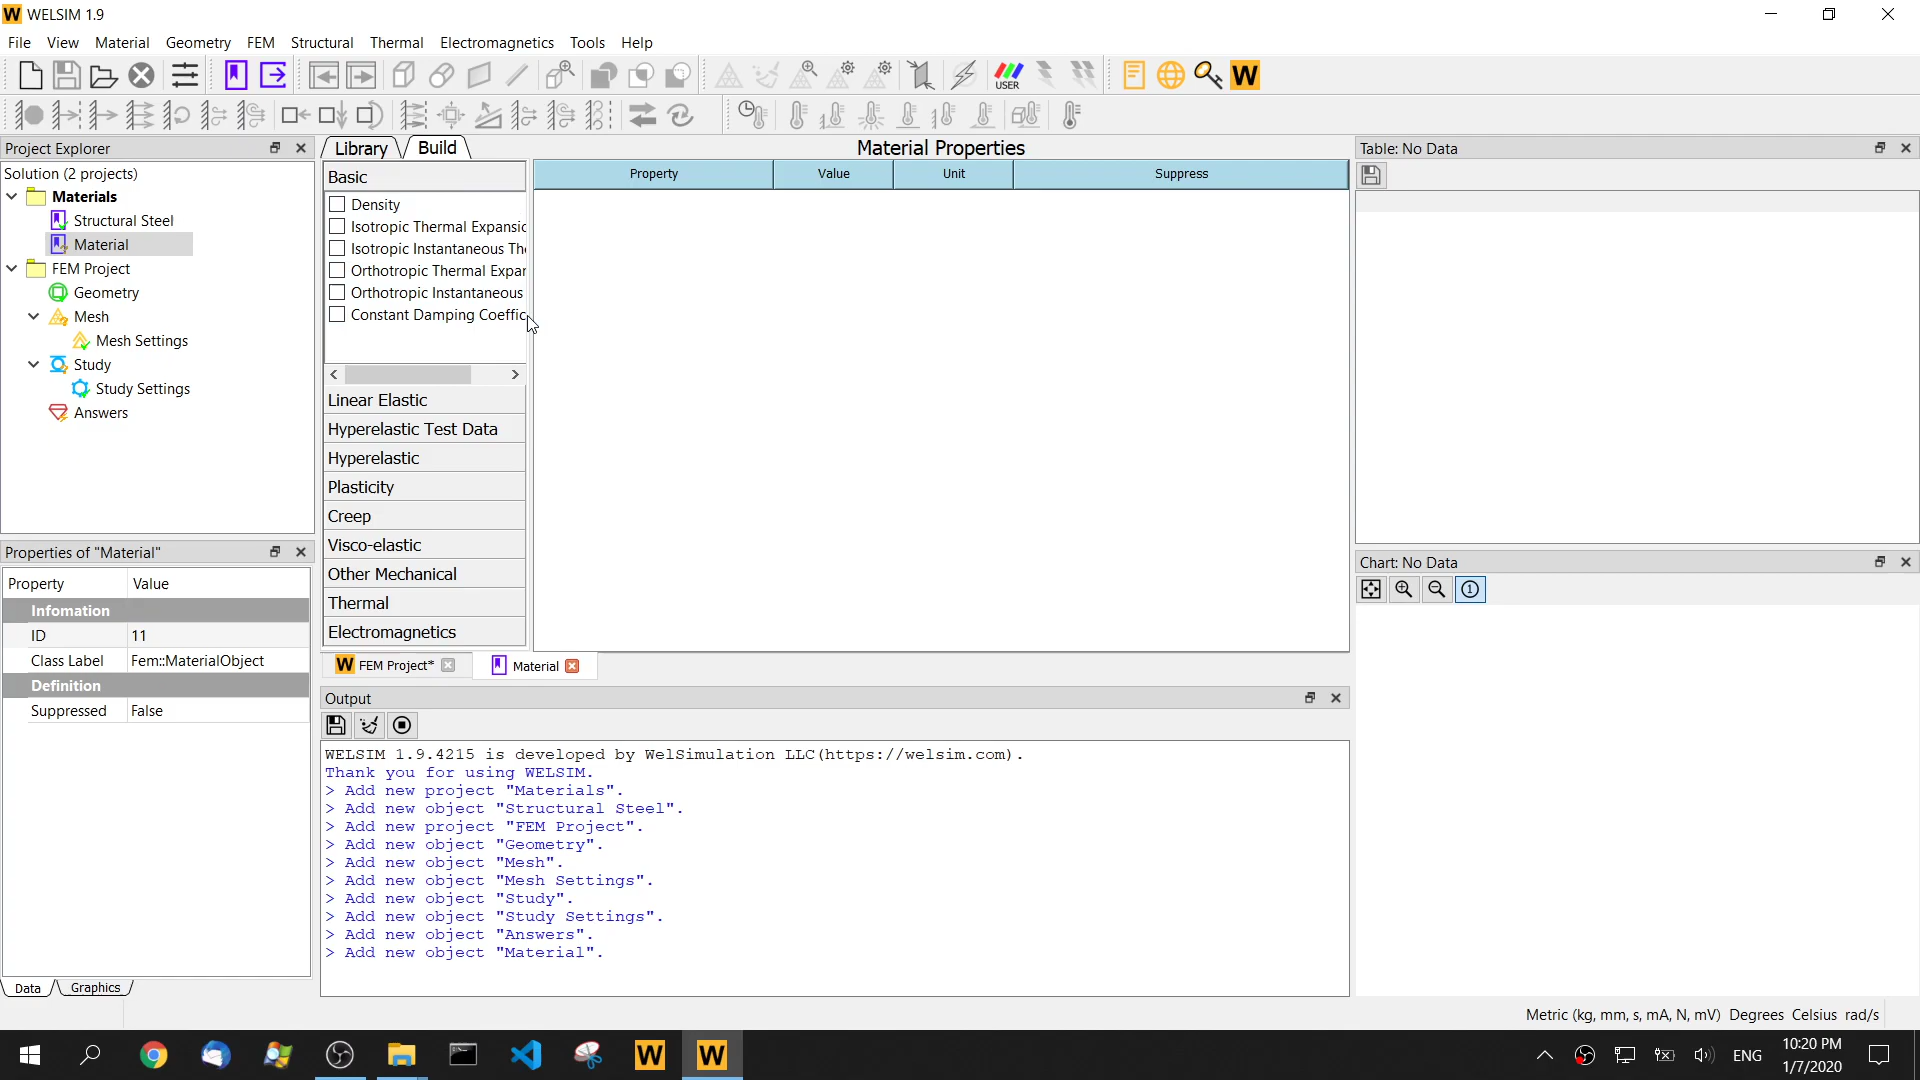 WELSIM 1.9
File View Material Geometry FEM Structural Thermal Electromagnetics Tools Help
USER
W
Project Explorer
Solution (2 projects)
Materials
Structural Steel
Material
FEM Project
Geometry
Mesh
Mesh Settings
Study
Study Settings
Answers
Properties of "Material"
Property Value
Infomation
ID 11
Class Label Fem::MaterialObject
Definition
Suppressed False
Data Graphics
Library Build
Basic
Density
Isotropic Thermal Expansic
Isotropic Instantaneous The
Orthotropic Thermal Expar
Orthotropic Instantaneous
Constant Damping Coeffic
Linear Elastic
Hyperelastic Test Data
Hyperelastic
Plasticity
Creep
Visco-elastic
Other Mechanical
Thermal
Electromagnetics
Material Properties
Property Value Unit Suppress
FEM Project* Material
Output
WELSIM 1.9.4215 is developed by WelSimulation LLC(https://welsim.com).
Thank you for using WELSIM.
> Add new project "Materials".
> Add new object "Structural Steel".
> Add new project "FEM Project".
> Add new object "Geometry".
> Add new object "Mesh".
> Add new object "Mesh Settings".
> Add new object "Study".
> Add new object "Study Settings".
> Add new object "Answers".
> Add new object "Material".
Table: No Data
Chart: No Data
Metric (kg, mm, s, mA, N, mV) Degrees Celsius rad/s
ENG
10:20 PM
1/7/2020